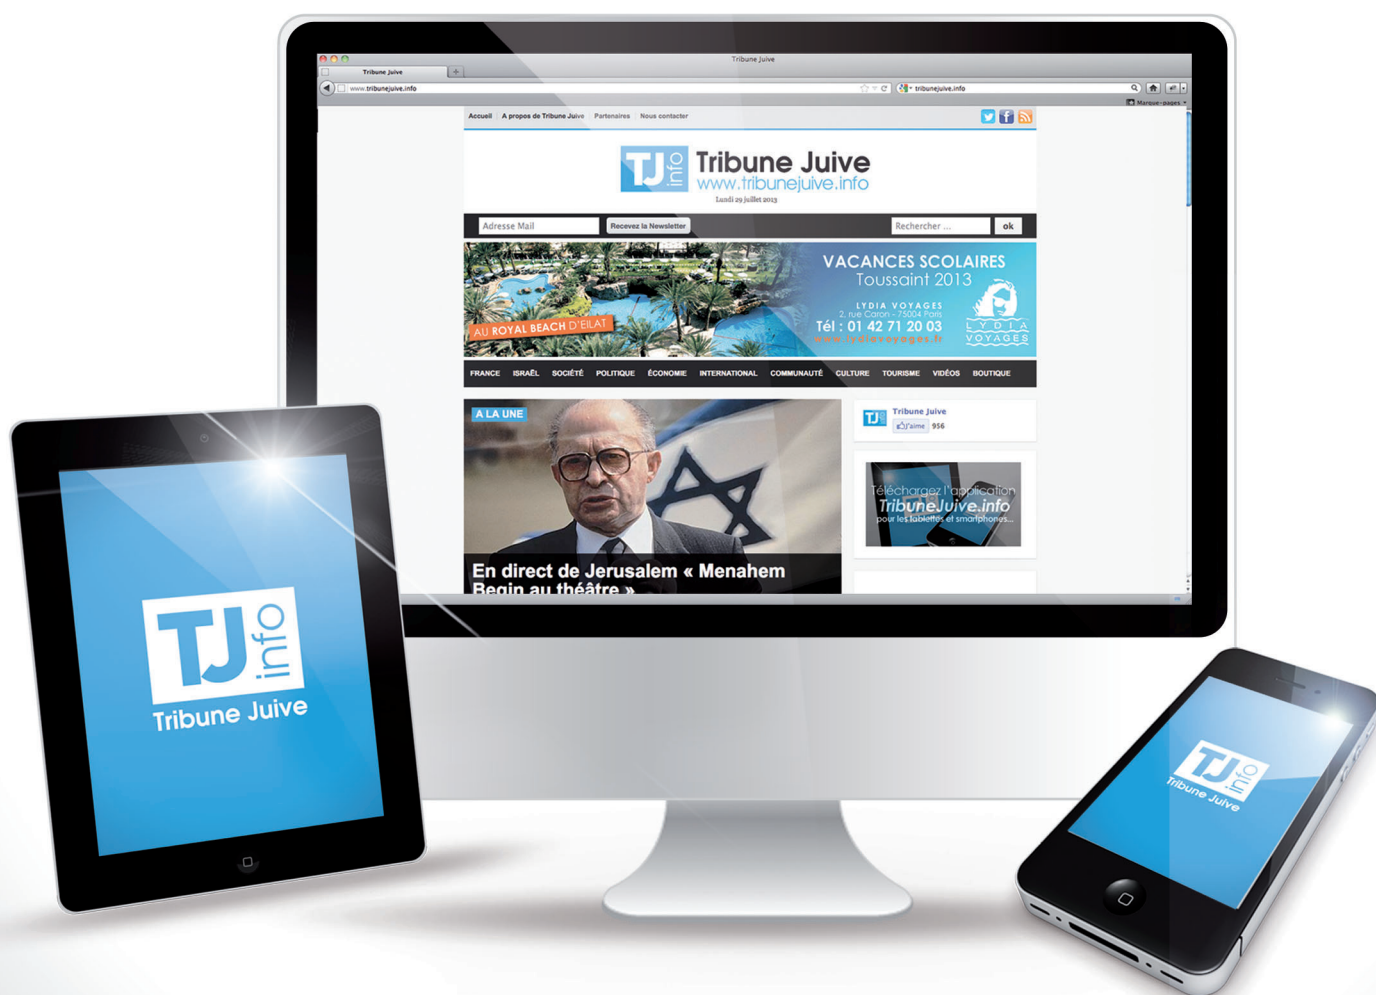 Tribune Juive
Tribune Juive
www.tribunejuive.info
tribunejuive.info
Marque-pages
Accueil
A propos de Tribune Juive
Partenaires
Nous contacter
TJ info
Tribune Juive
www.tribunejuive.info
Lundi 29 juillet 2013
Adresse Mail
Recevez la Newsletter
Rechercher ...
ok
VACANCES SCOLAIRES
Toussaint 2013
LYDIA VOYAGES
2, rue Caron - 75004 Paris
Tél : 01 42 71 20 03
www.lydiavoyages.fr
LYDIA
VOYAGES
AU ROYAL BEACH D'EILAT
FRANCE ISRAËL SOCIÉTÉ POLITIQUE ÉCONOMIE INTERNATIONAL COMMUNAUTÉ CULTURE TOURISME VIDÉOS BOUTIQUE
A LA UNE
En direct de Jerusalem « Menahem
Begin au théâtre »
TJ
Tribune Juive
J'aime 956
Téléchargez l'application
TribuneJuive.info
pour les tablettes et smartphones...
TJ info
Tribune Juive
TJ info
Tribune Juive